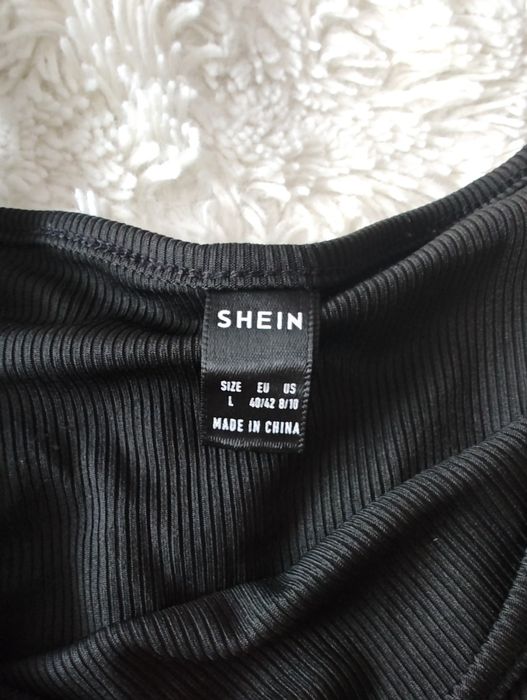 SHEIN
SIZE EU US
L 40/42 8/10
MADE IN CHINA